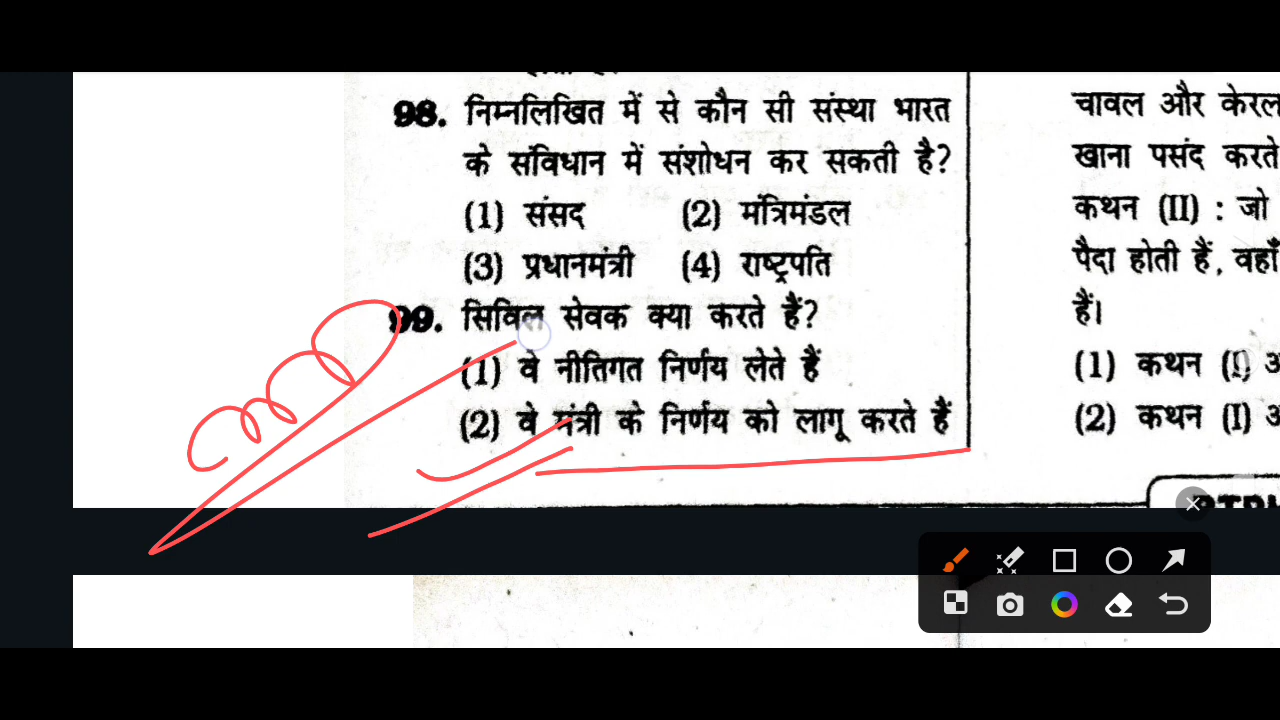 98. निम्नलिखित में से कौन सी संस्था भारत
के संविधान में संशोधन कर सकती है?
(1) संसद (2) मंत्रिमंडल
(3) प्रधानमंत्री (4) राष्ट्रपति
99. सिविल सेवक क्या करते हैं?
(1) वे नीतिगत निर्णय लेते हैं
(2) वे मंत्री के निर्णय को लागू करते हैं
चावल और केरल
खाना पसंद करते
कथन (II) : जो
पैदा होती हैं, वहाँ
हैं।
(1) कथन (I)
(2) कथन (I)